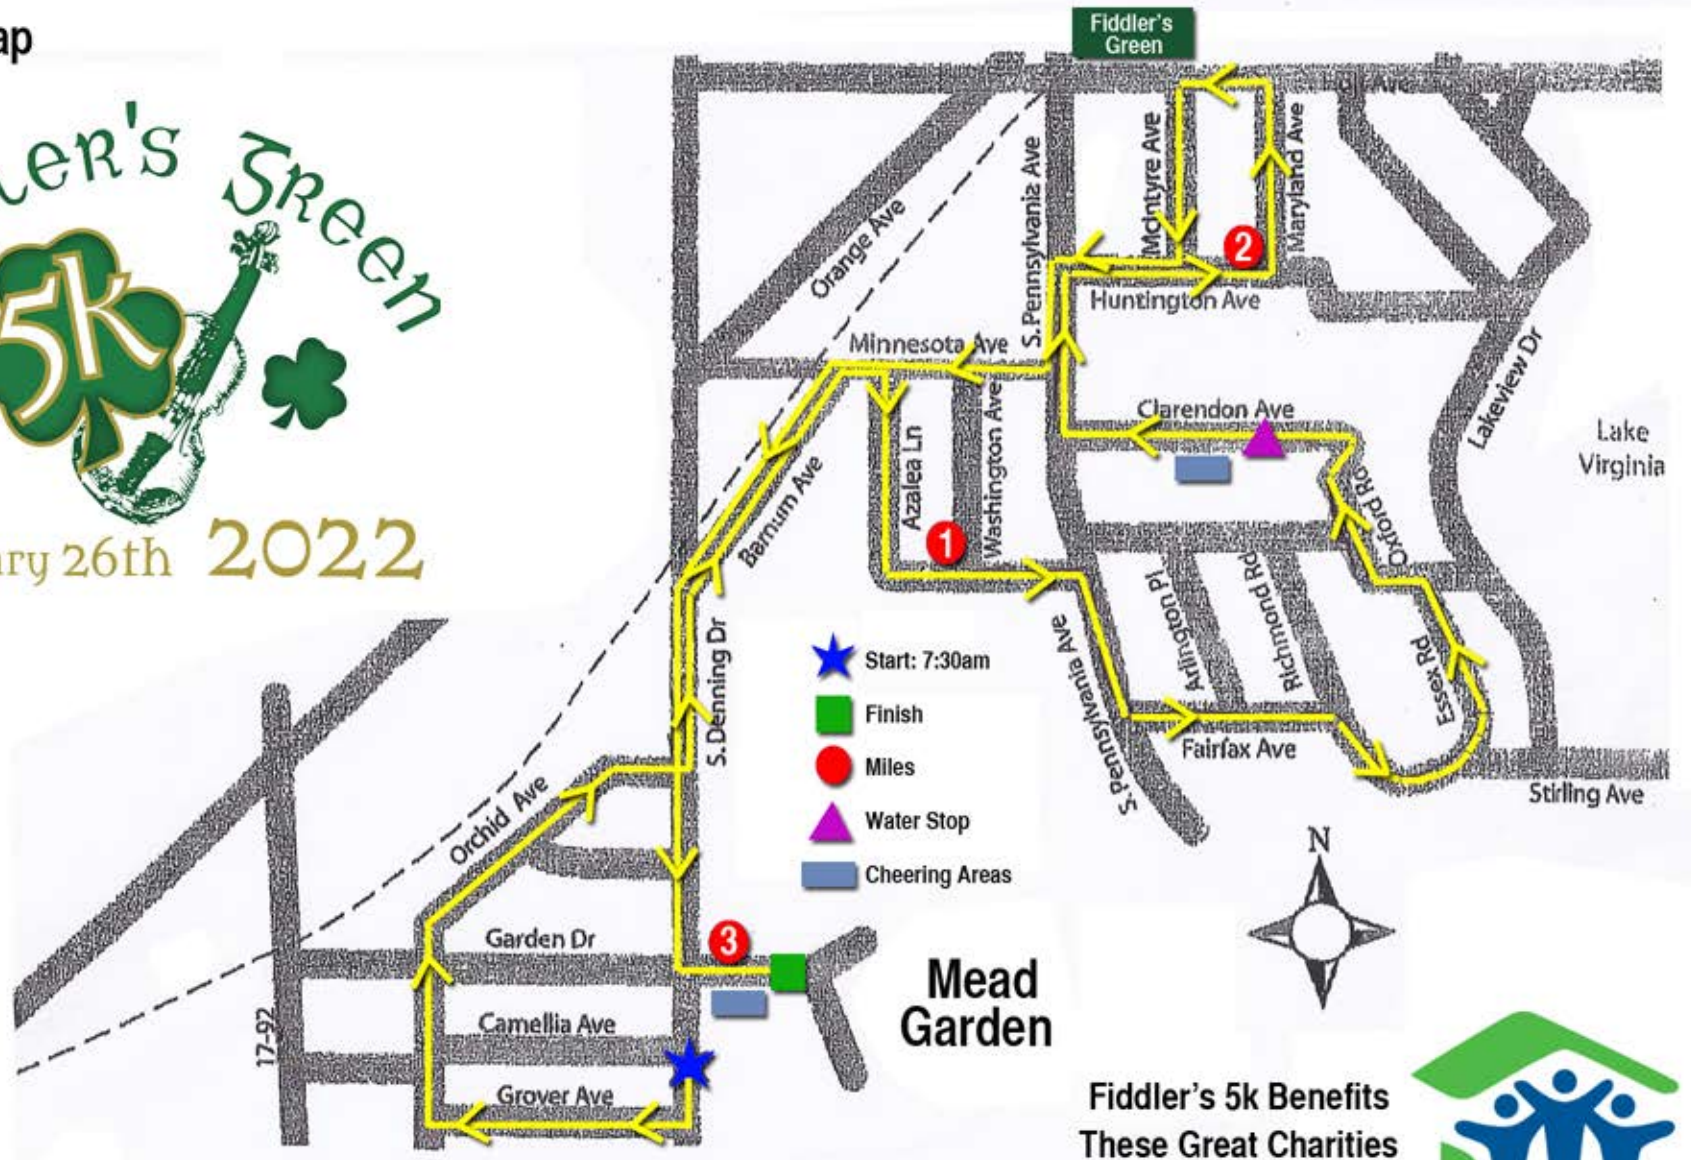 ap
Fiddler's
Green
ler's Green
5k
ary 26th 2022
McIntyre Ave
Maryland Ave
S. Pennsylvania Ave
Orange Ave
Huntington Ave
Minnesota Ave
Lakeview Dr
Clarendon Ave
Lake
Virginia
Azalea Ln
Washington Ave
Barnum Ave
Oxford Rd
1
2
Arlington Pl
Richmond Rd
Essex Rd
S. Denning Dr
S. Pennsylvania Ave
Fairfax Ave
Stirling Ave
Start: 7:30am
Finish
Miles
Water Stop
Cheering Areas
Orchid Ave
N
3
Garden Dr
Mead
Garden
Camellia Ave
17-92
Grover Ave
Fiddler's 5k Benefits
These Great Charities